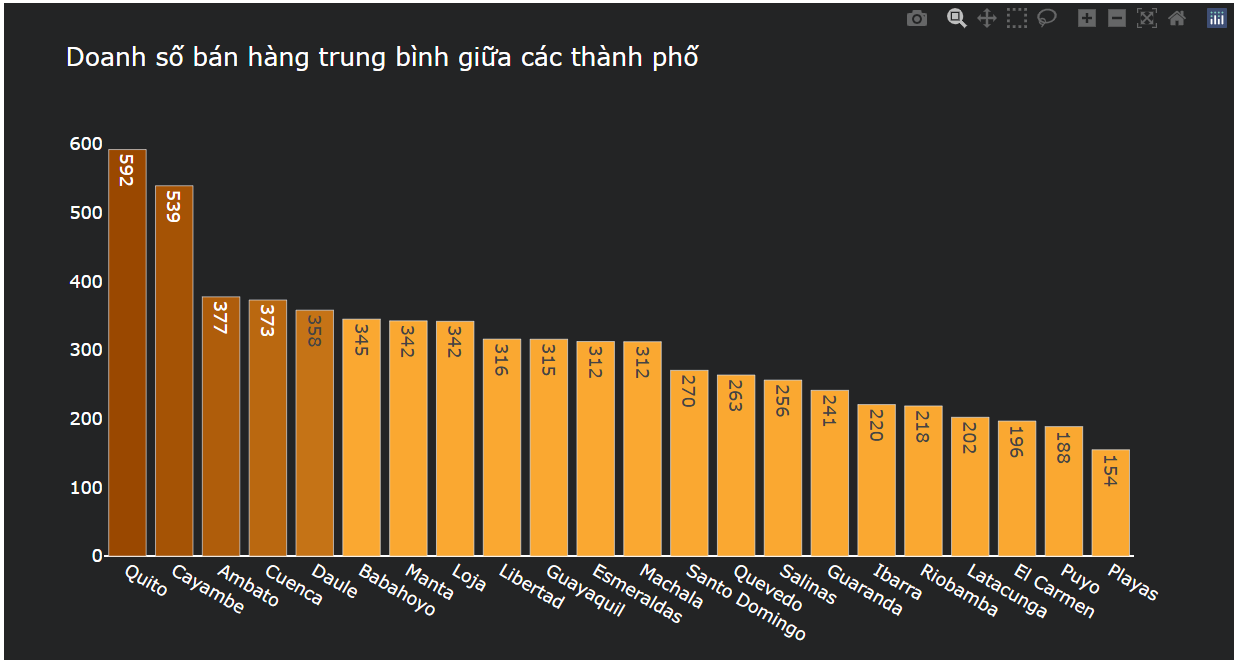 Doanh số bán hàng trung bình giữa các thành phố
600
500
400
300
200
100
0
592
539
377
373
358
345
342
342
316
315
312
312
270
263
256
241
220
218
202
196
188
154
Quito
Cayambe
Ambato
Cuenca
Daule
Babahoyo
Manta
Loja
Libertad
Guayaquil
Esmeraldas
Machala
Santo Domingo
Quevedo
Salinas
Guaranda
Ibarra
Riobamba
Latacunga
El Carmen
Puyo
Playas